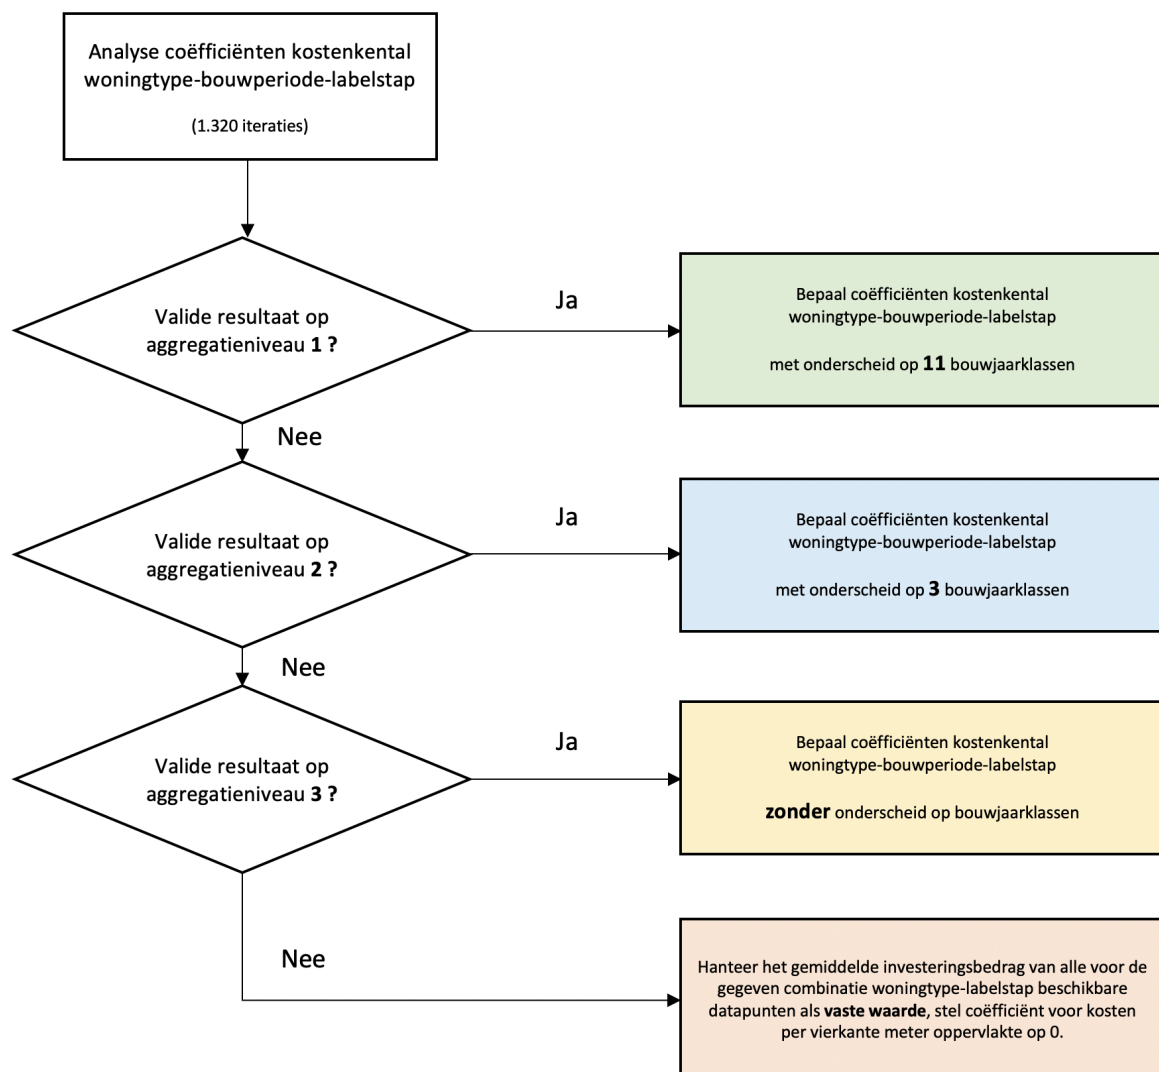 Analyse coëfficiënten kostenkental
woningtype-bouwperiode-labelstap
(1.320 iteraties)
Valide resultaat op
aggregatieniveau 1 ?
Ja
Bepaal coëfficiënten kostenkental
woningtype-bouwperiode-labelstap
met onderscheid op 11 bouwjaarklassen
Nee
Valide resultaat op
aggregatieniveau 2 ?
Ja
Bepaal coëfficiënten kostenkental
woningtype-bouwperiode-labelstap
met onderscheid op 3 bouwjaarklassen
Nee
Valide resultaat op
aggregatieniveau 3 ?
Ja
Bepaal coëfficiënten kostenkental
woningtype-bouwperiode-labelstap
zonder onderscheid op bouwjaarklassen
Nee
Hanteer het gemiddelde investeringsbedrag van alle voor de
gegeven combinatie woningtype-labelstap beschikbare
datapunten als vaste waarde, stel coëfficiënt voor kosten
per vierkante meter oppervlakte op 0.